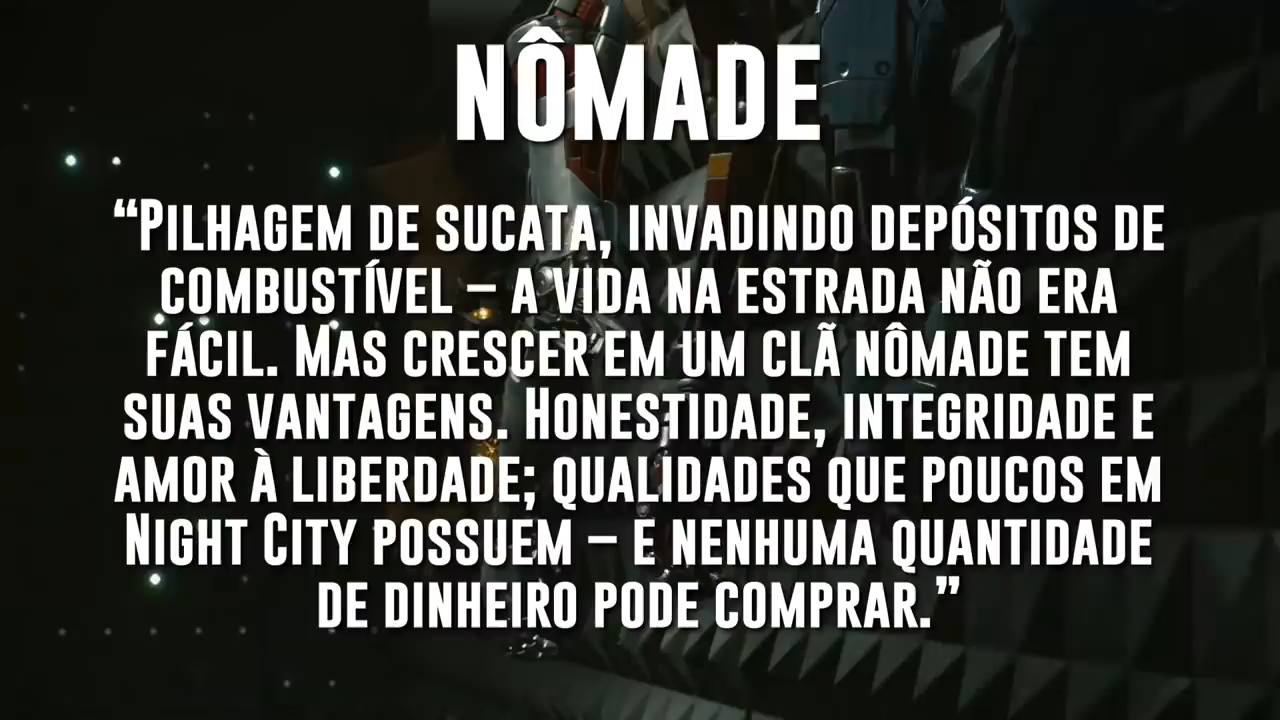 NÔMADE
“PILHAGEM DE SUCATA, INVADINDO DEPÓSITOS DE
COMBUSTÍVEL – A VIDA NA ESTRADA NÃO ERA
FÁCIL. MAS CRESCER EM UM CLÃ NÔMADE TEM
SUAS VANTAGENS. HONESTIDADE, INTEGRIDADE E
AMOR À LIBERDADE; QUALIDADES QUE POUCOS EM
NIGHT CITY POSSUEM – E NENHUMA QUANTIDADE
DE DINHEIRO PODE COMPRAR.”